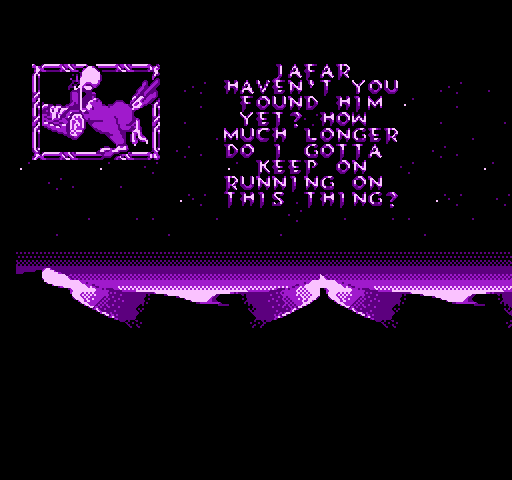 JAFAR
HAVEN'T YOU
FOUND HIM
YET? HOW
MUCH LONGER
DO I GOTTA
KEEP ON
RUNNING ON
THIS THING?